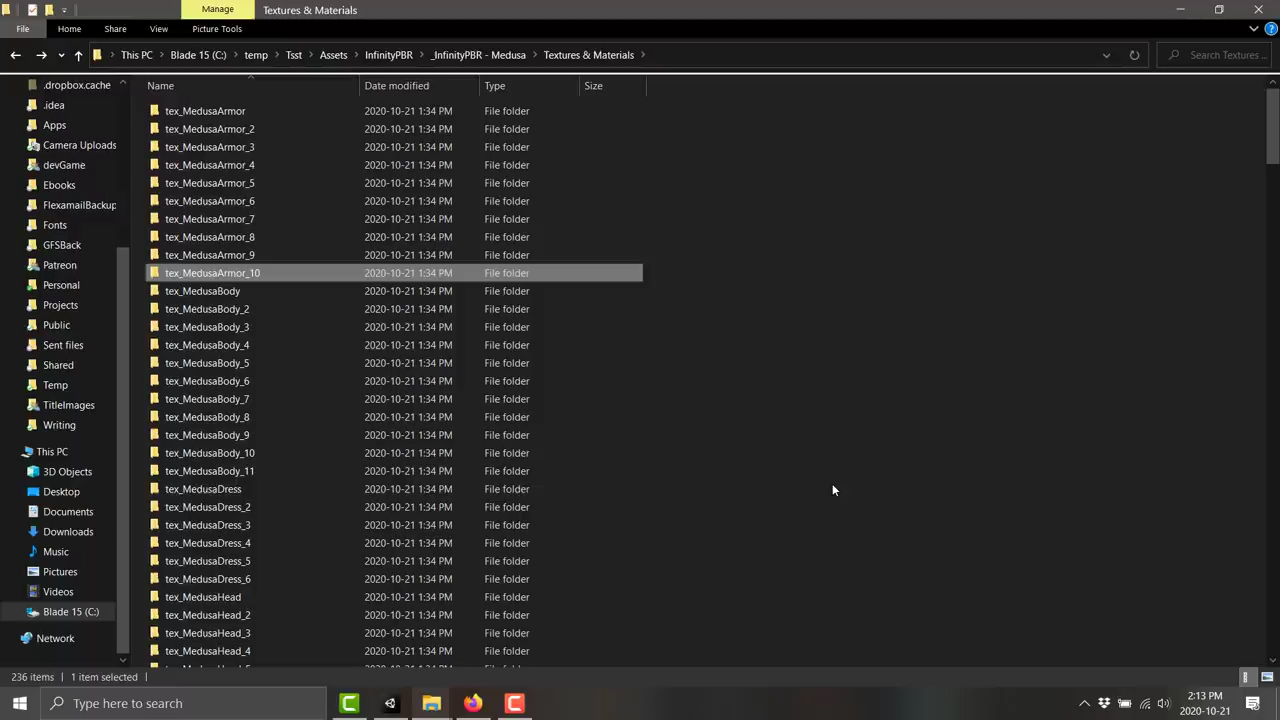 Manage
Textures & Materials
File
Home
Share
View
Picture Tools
This PC
Blade 15 (C:)
temp
Tsst
Assets
InfinityPBR
_InfinityPBR - Medusa
Textures & Materials
Search Textures ...
Name
Date modified
Type
Size
.dropbox.cache
.idea
Apps
Camera Uploads
devGame
Ebooks
FlexamailBackup
Fonts
GFSBack
Patreon
Personal
Projects
Public
Sent files
Shared
Temp
TitleImages
Writing
This PC
3D Objects
Desktop
Documents
Downloads
Music
Pictures
Videos
Blade 15 (C:)
Network
tex_MedusaArmor 2020-10-21 1:34 PM File folder
tex_MedusaArmor_2 2020-10-21 1:34 PM File folder
tex_MedusaArmor_3 2020-10-21 1:34 PM File folder
tex_MedusaArmor_4 2020-10-21 1:34 PM File folder
tex_MedusaArmor_5 2020-10-21 1:34 PM File folder
tex_MedusaArmor_6 2020-10-21 1:34 PM File folder
tex_MedusaArmor_7 2020-10-21 1:34 PM File folder
tex_MedusaArmor_8 2020-10-21 1:34 PM File folder
tex_MedusaArmor_9 2020-10-21 1:34 PM File folder
tex_MedusaArmor_10 2020-10-21 1:34 PM File folder
tex_MedusaBody 2020-10-21 1:34 PM File folder
tex_MedusaBody_2 2020-10-21 1:34 PM File folder
tex_MedusaBody_3 2020-10-21 1:34 PM File folder
tex_MedusaBody_4 2020-10-21 1:34 PM File folder
tex_MedusaBody_5 2020-10-21 1:34 PM File folder
tex_MedusaBody_6 2020-10-21 1:34 PM File folder
tex_MedusaBody_7 2020-10-21 1:34 PM File folder
tex_MedusaBody_8 2020-10-21 1:34 PM File folder
tex_MedusaBody_9 2020-10-21 1:34 PM File folder
tex_MedusaBody_10 2020-10-21 1:34 PM File folder
tex_MedusaBody_11 2020-10-21 1:34 PM File folder
tex_MedusaDress 2020-10-21 1:34 PM File folder
tex_MedusaDress_2 2020-10-21 1:34 PM File folder
tex_MedusaDress_3 2020-10-21 1:34 PM File folder
tex_MedusaDress_4 2020-10-21 1:34 PM File folder
tex_MedusaDress_5 2020-10-21 1:34 PM File folder
tex_MedusaDress_6 2020-10-21 1:34 PM File folder
tex_MedusaHead 2020-10-21 1:34 PM File folder
tex_MedusaHead_2 2020-10-21 1:34 PM File folder
tex_MedusaHead_3 2020-10-21 1:34 PM File folder
tex_MedusaHead_4 2020-10-21 1:34 PM File folder
236 items
1 item selected
Type here to search
2:13 PM
2020-10-21